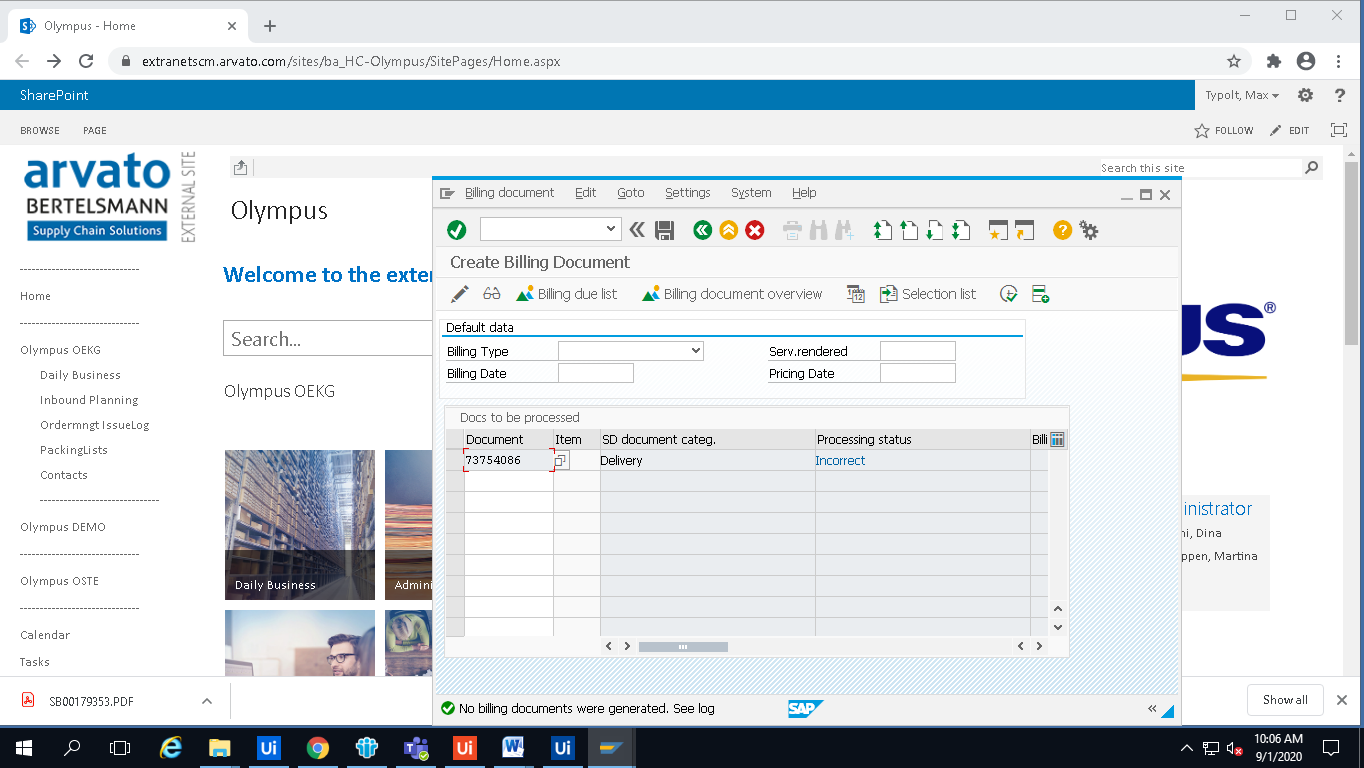 Olympus - Home
extranetscm.arvato.com/sites/ba_HC-Olympus/SitePages/Home.aspx
SharePoint
Typolt, Max
BROWSE PAGE
FOLLOW EDIT
arvato
BERTELSMANN
Supply Chain Solutions
EXTERNAL SITE
Search this site
Olympus
Welcome to the exter
Search...
Olympus OEKG
Home
Olympus OEKG
Daily Business
Inbound Planning
Ordermngt IssueLog
PackingLists
Contacts
Olympus DEMO
Olympus OSTE
Calendar
Tasks
Daily Business
Admini
US®
inistrator
ni, Dina
ppen, Martina
Billing document Edit Goto Settings System Help
Create Billing Document
Billing due list Billing document overview Selection list
Default data
Billing Type Serv.rendered
Billing Date Pricing Date
Docs to be processed
Document Item SD document categ. Processing status Billi
73754086 Delivery Incorrect
No billing documents were generated. See log
SAP
SB00179353.PDF
Show all
10:06 AM
9/1/2020